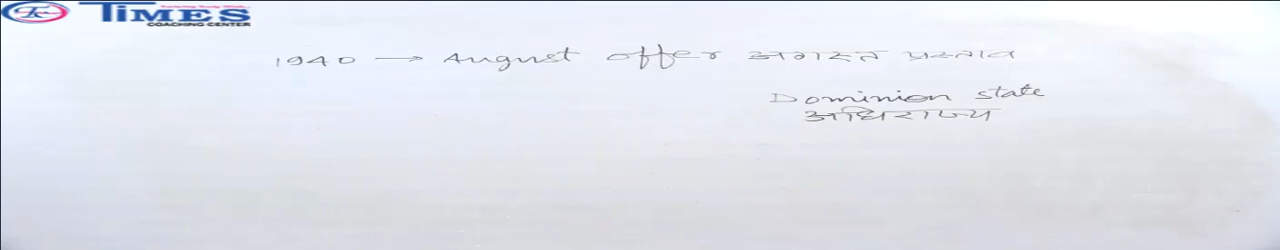 TIMES
COACHING CENTER
1940 → August offer अगस्त प्रस्ताव
Dominion state
अधिराज्य